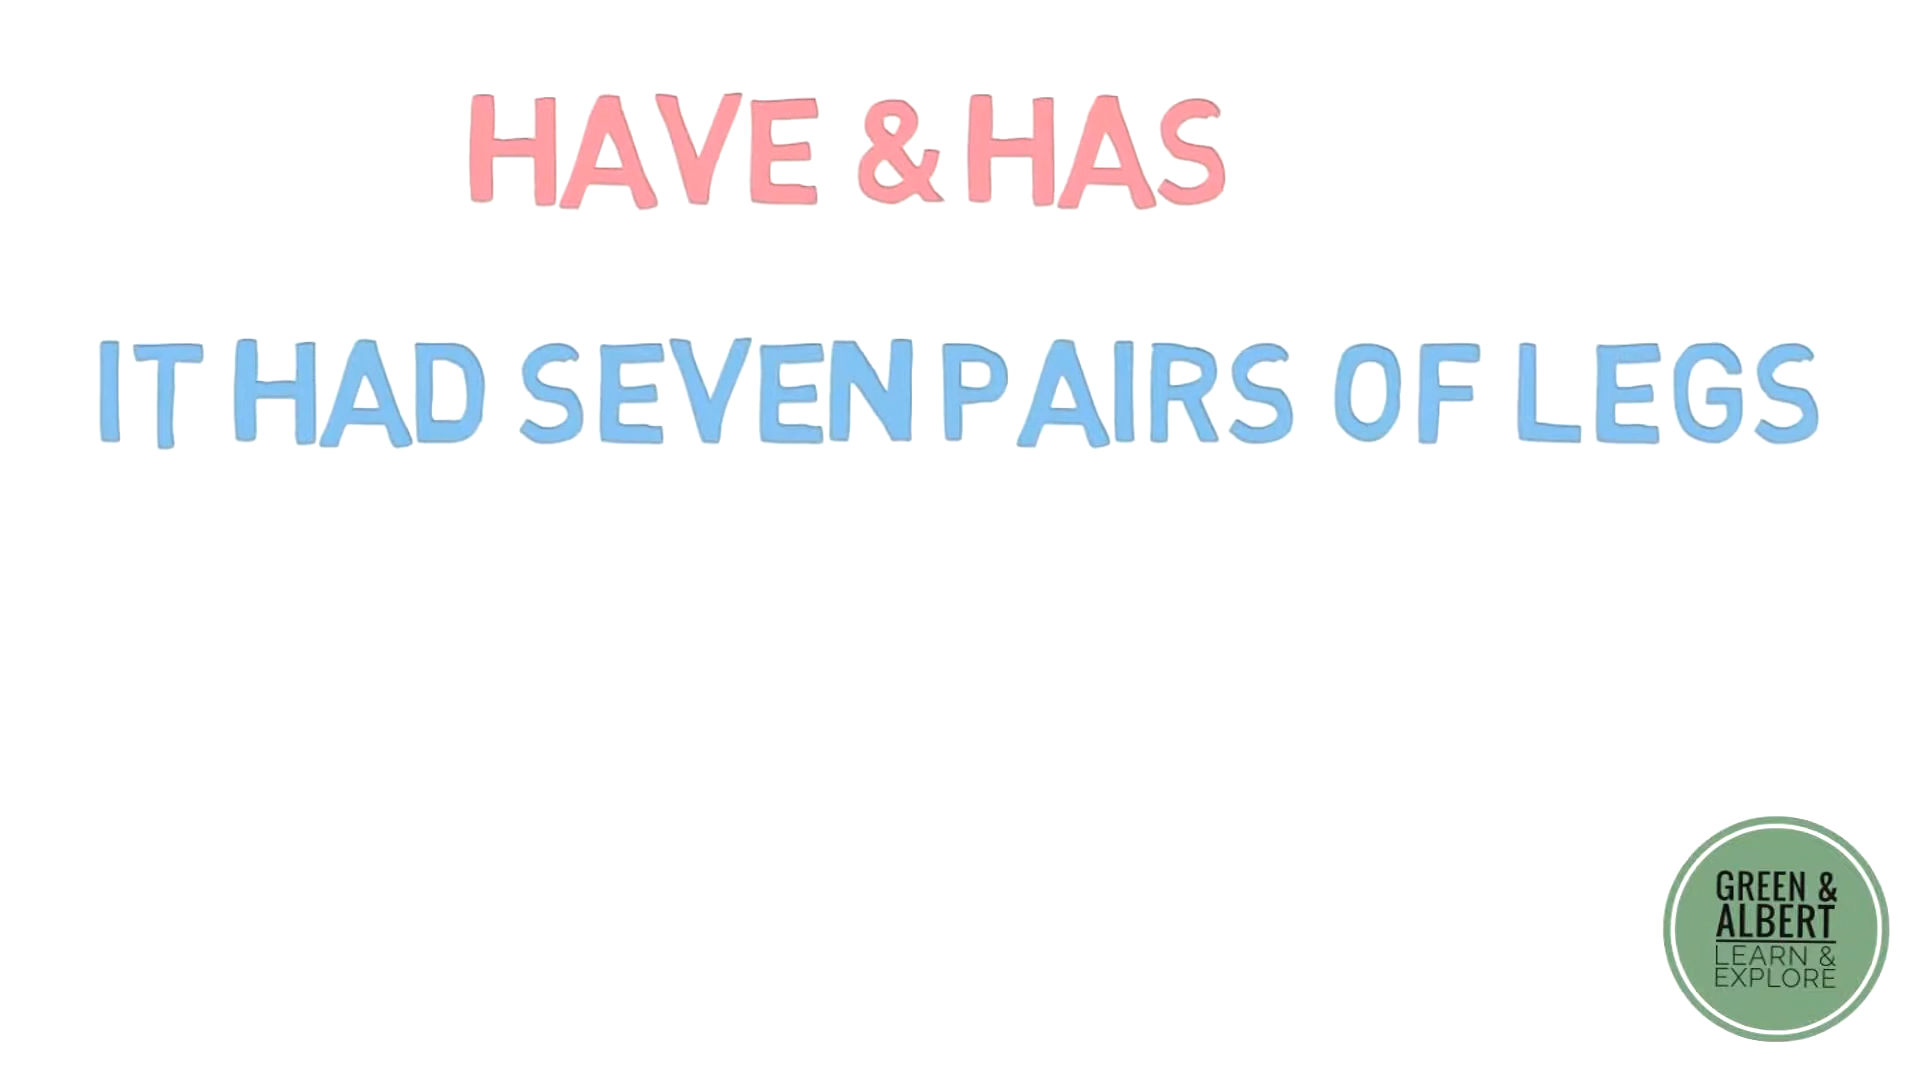 HAVE & HAS
IT HAD SEVEN PAIRS OF LEGS
GREEN &
ALBERT
LEARN &
EXPLORE